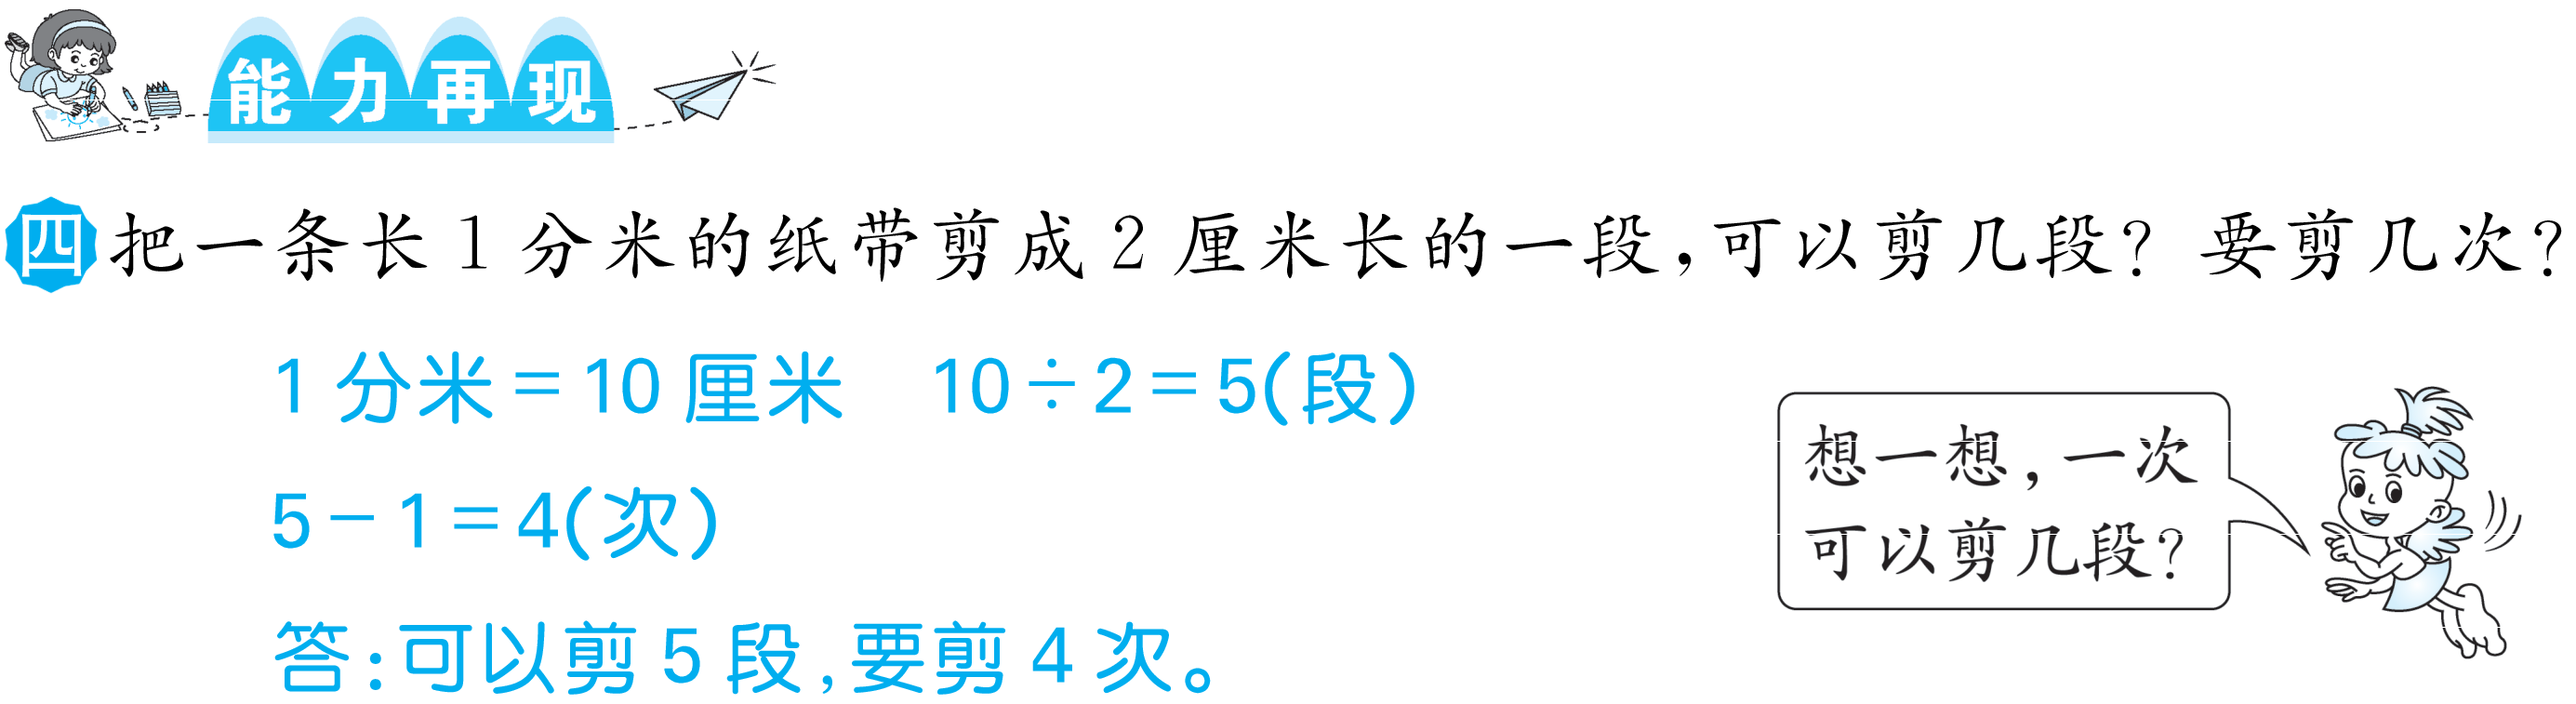 能力再现
四 把一条长1分米的纸带剪成2厘米长的一段,可以剪几段? 要剪几次?
1分米=10厘米 10÷2=5(段)
5-1=4(次)
答:可以剪5段,要剪4次。
想一想,一次
可以剪几段?